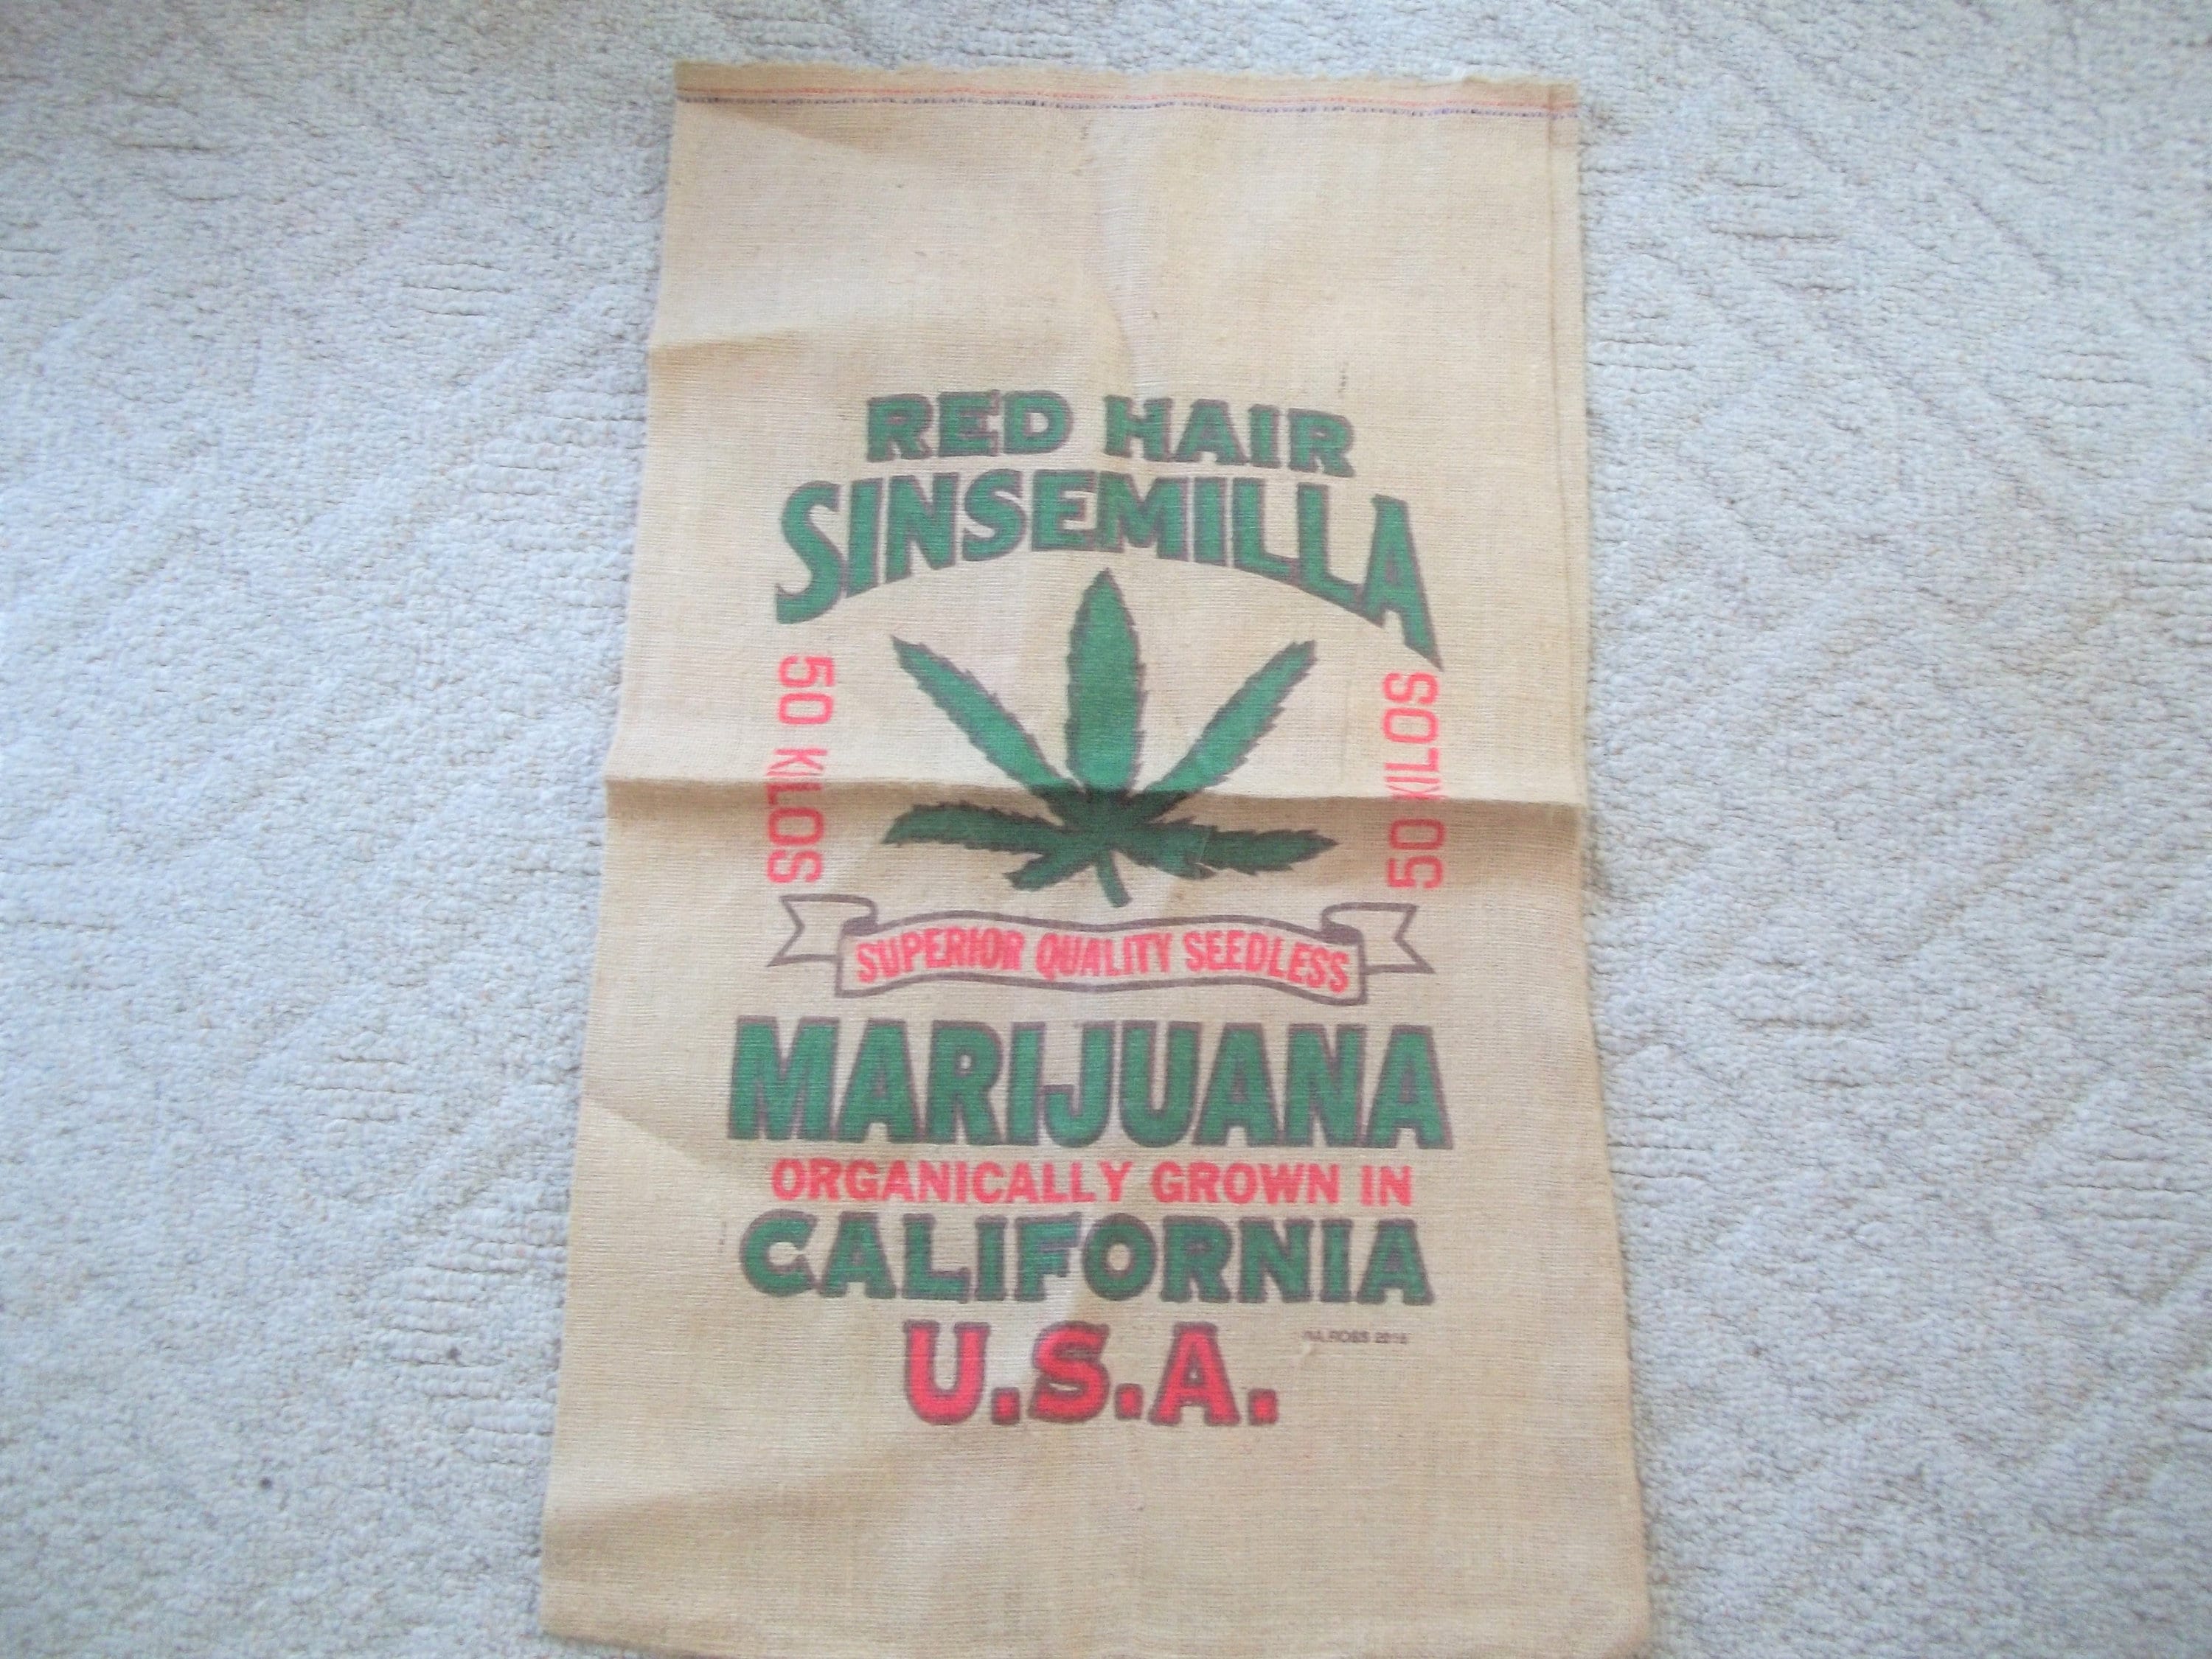 RED HAIR
SINSEMILLA
50 KILOS
50 KILOS
SUPERIOR QUALITY SEEDLESS
MARIJUANA
ORGANICALLY GROWN IN
CALIFORNIA
U.S.A.